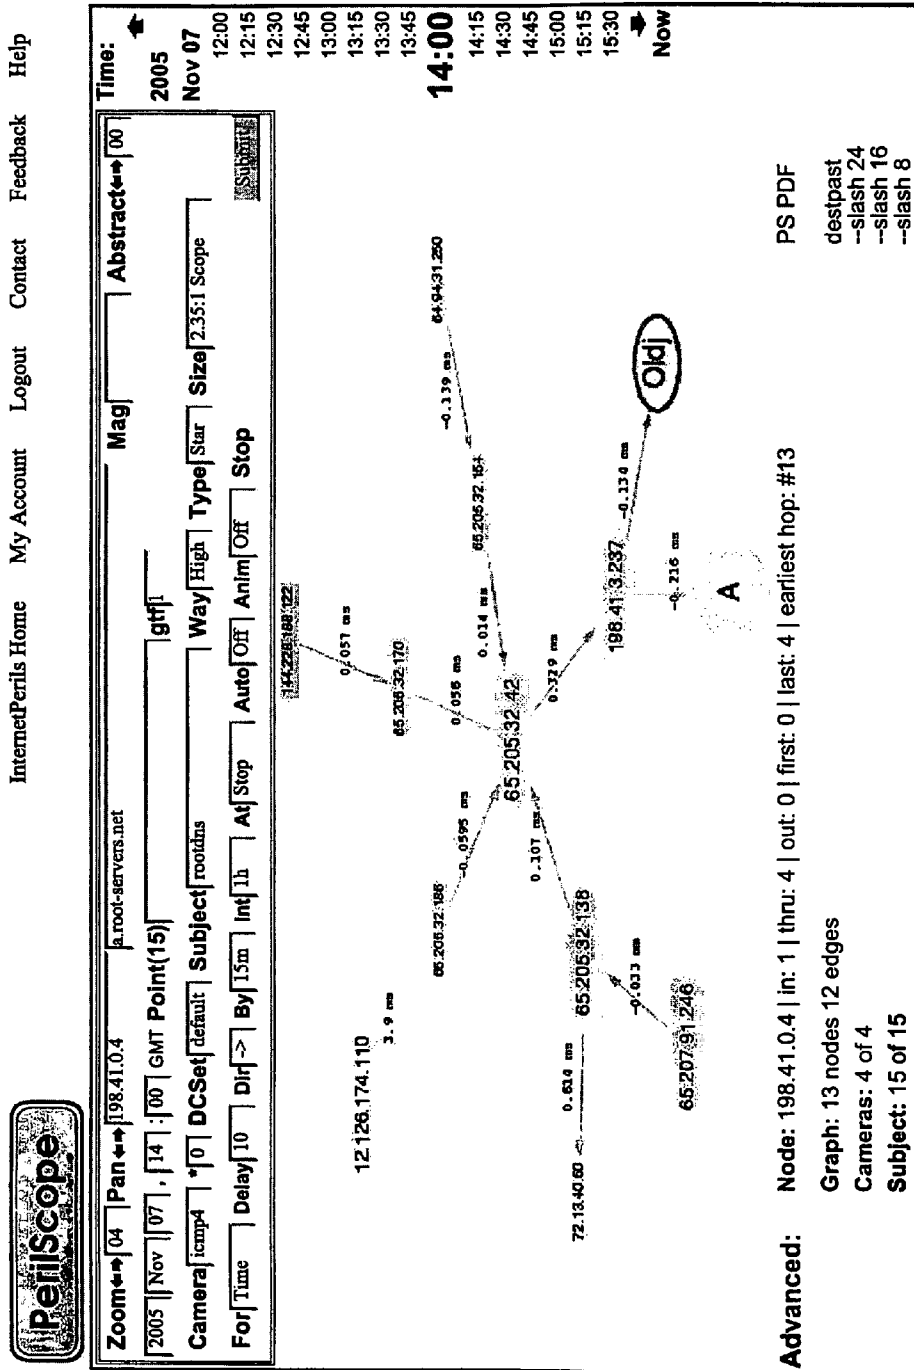 InternetPerils Home My Account Logout Contact Feedback Help
PerilScope
Zoom 04 Pan 198.41.0.4 a.root-servers.net Mag Abstract 00
2005 Nov 07 , 14 : 00 GMT Point(15) gtf 1
Camera icmp4 * 0 DCSet default Subject rootdns Way High Type Star Size 2.35:1 Scope
For Time Delay 10 Dir -> By 15m Int 1h At Stop Auto Off Anim Off Stop
Submit
Time:
2005
Nov 07
12:00
12:15
12:30
12:45
13:00
13:15
13:30
13:45
14:00
14:15
14:30
14:45
15:00
15:15
15:30
Now
144.228.188.122
0.057 ms
12.126.174.110
3.9 ms
65.205.32.170
0.056 ms
65.205.32.186
-0.0595 ms
64.94.31.250
-0.139 ms
65.205.32.154
0.014 ms
65.205.32.42
0.107 ms
0.329 ms
72.13.40.60
0.614 ms
65.205.32.138
-0.033 ms
65.207.91.246
198.41.3.237
-0.134 ms
Oldj
-0.216 ms
A
Advanced:
Node: 198.41.0.4 | in: 1 | thru: 4 | out: 0 | first: 0 | last: 4 | earliest hop: #13
PS PDF
Graph: 13 nodes 12 edges
Cameras: 4 of 4
Subject: 15 of 15
destpast
--slash 24
--slash 16
--slash 8